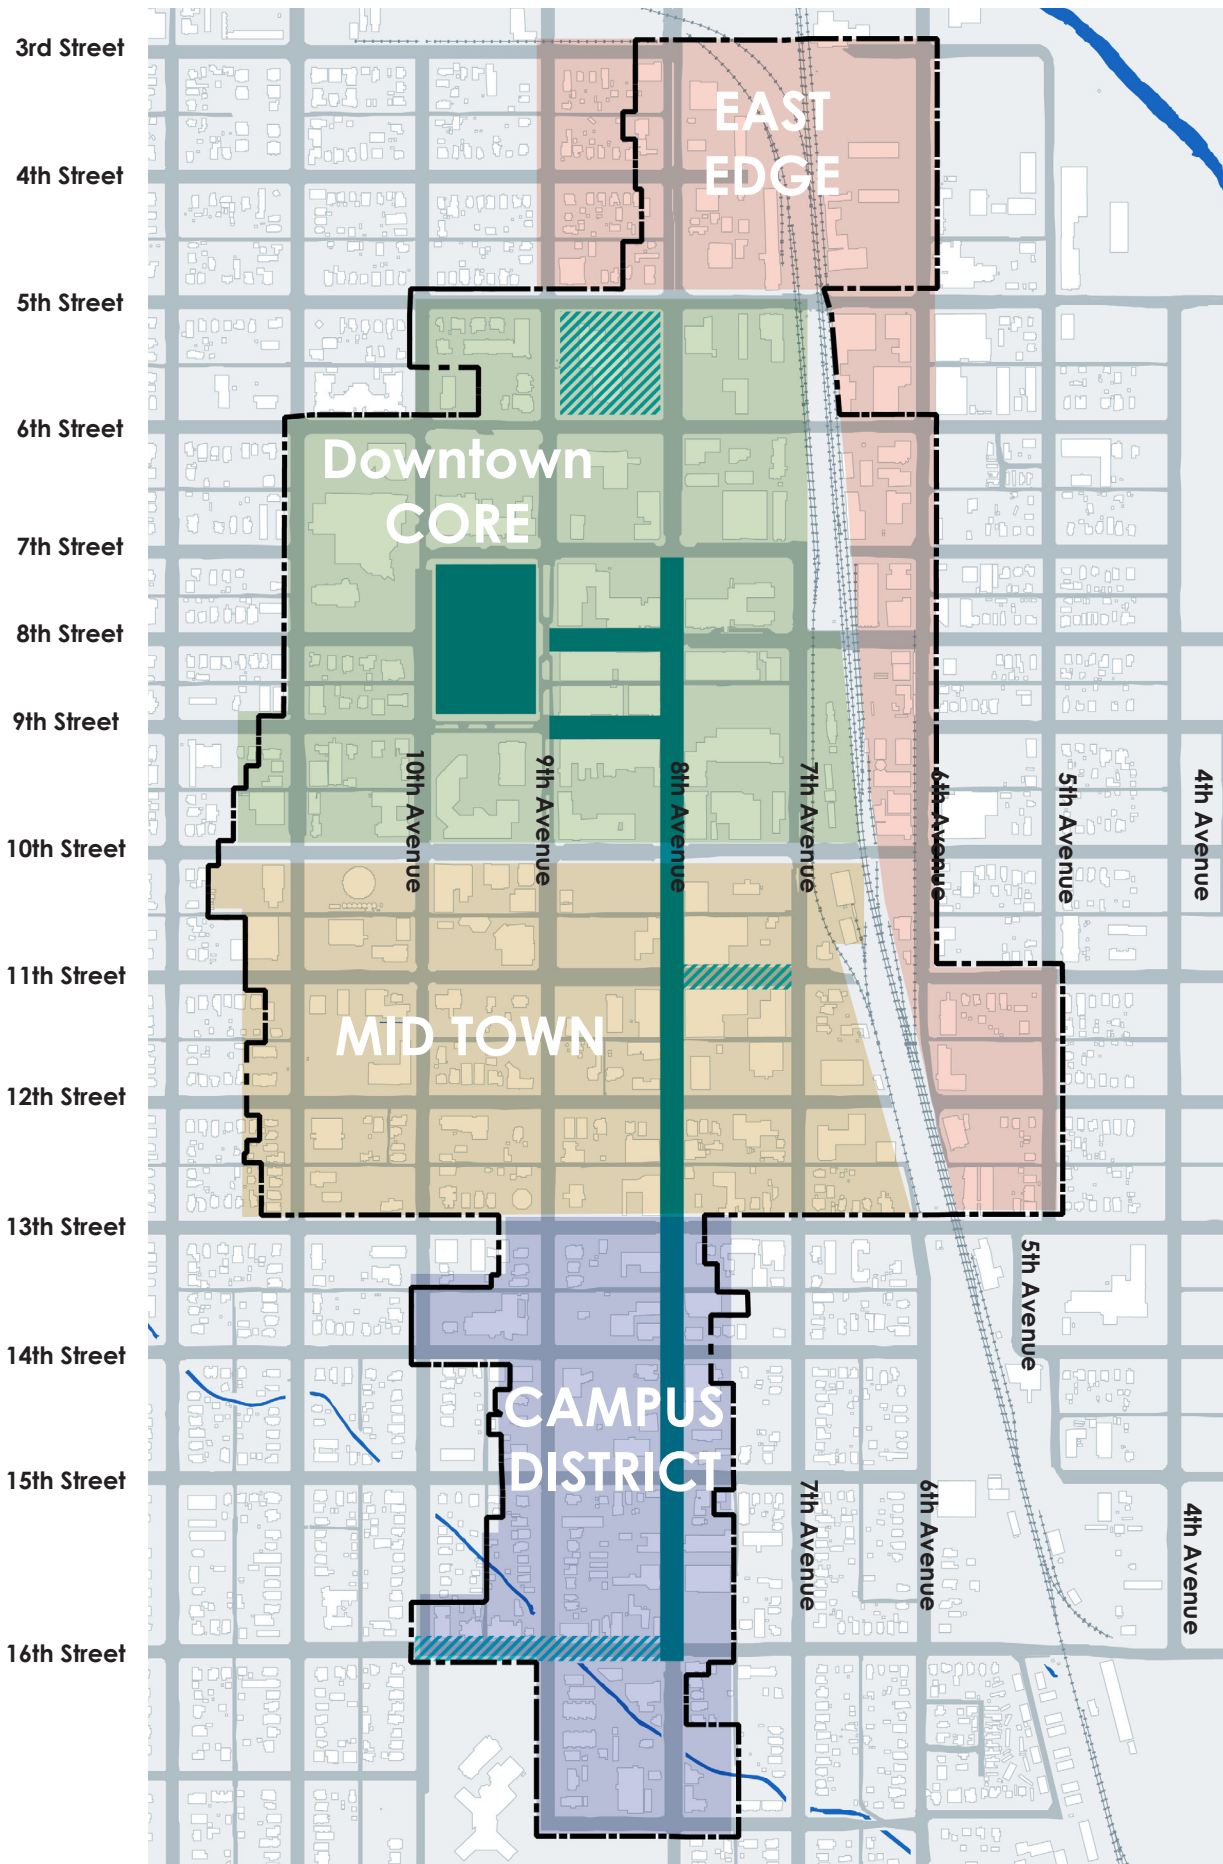 3rd Street
EAST
EDGE
4th Street
5th Street
6th Street
Downtown
CORE
7th Street
8th Street
9th Street
10th Avenue
9th Avenue
8th Avenue
7th Avenue
6th Avenue
5th Avenue
4th Avenue
10th Street
11th Street
MID TOWN
12th Street
13th Street
5th Avenue
14th Street
CAMPUS
DISTRICT
15th Street
7th Avenue
6th Avenue
4th Avenue
16th Street